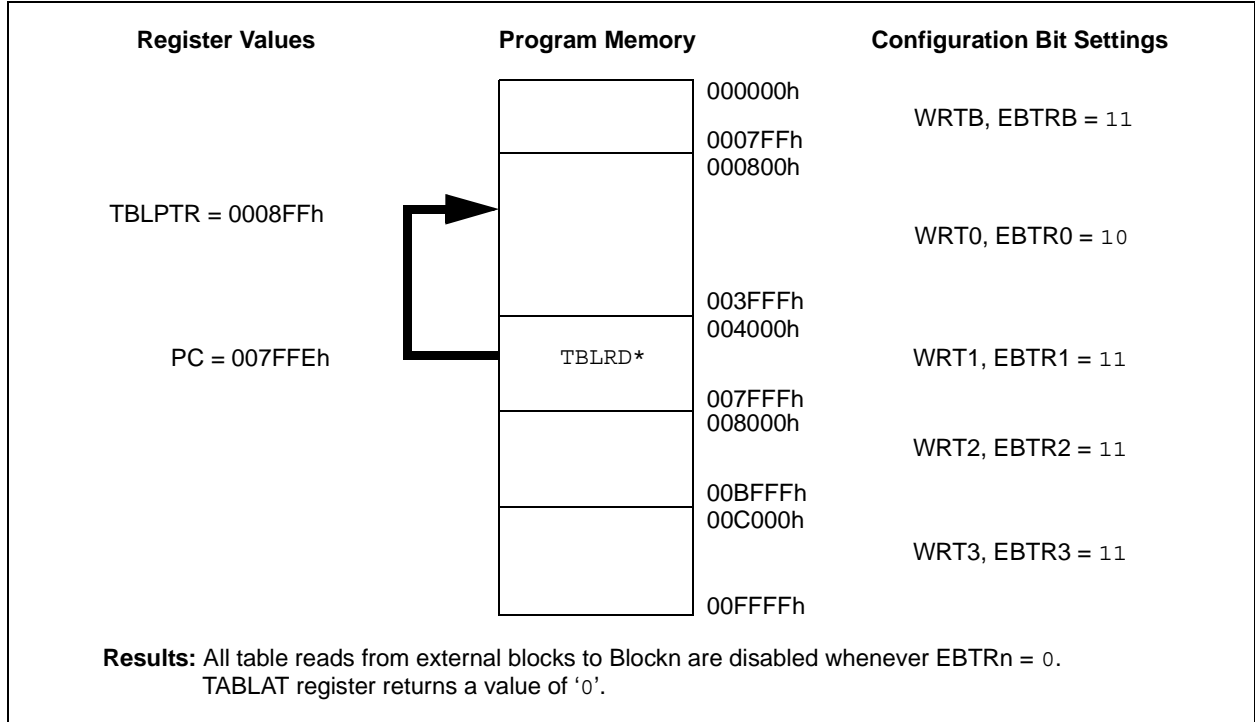 Register Values Program Memory Configuration Bit Settings
000000h
WRTB, EBTRB = 11
0007FFh
000800h
TBLPTR = 0008FFh
WRT0, EBTR0 = 10
003FFFh
004000h
PC = 007FFEh TBLRD* WRT1, EBTR1 = 11
007FFFh
008000h
WRT2, EBTR2 = 11
00BFFFh
00C000h
WRT3, EBTR3 = 11
00FFFFh
Results: All table reads from external blocks to Blockn are disabled whenever EBTRn = 0.
TABLAT register returns a value of ‘0’.